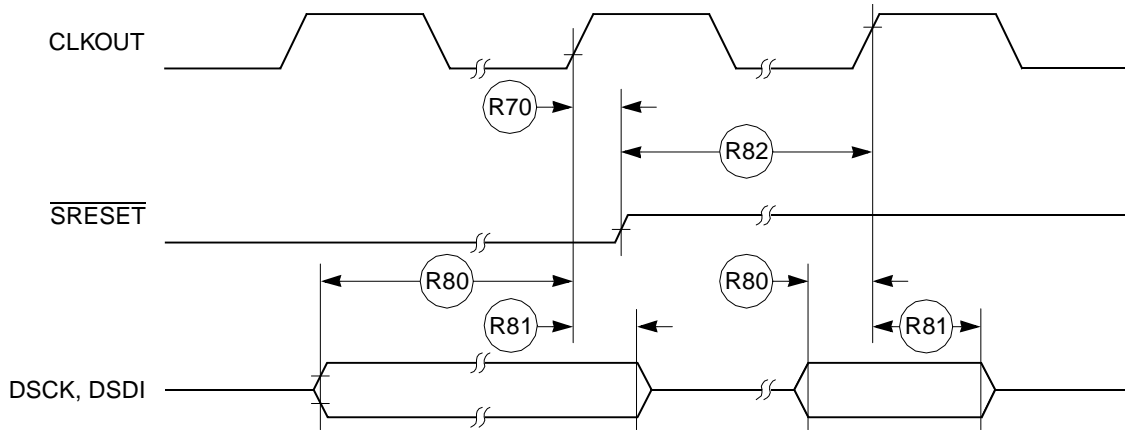 CLKOUT
R70
R82
SRESET
R80
R80
R81
R81
DSCK, DSDI